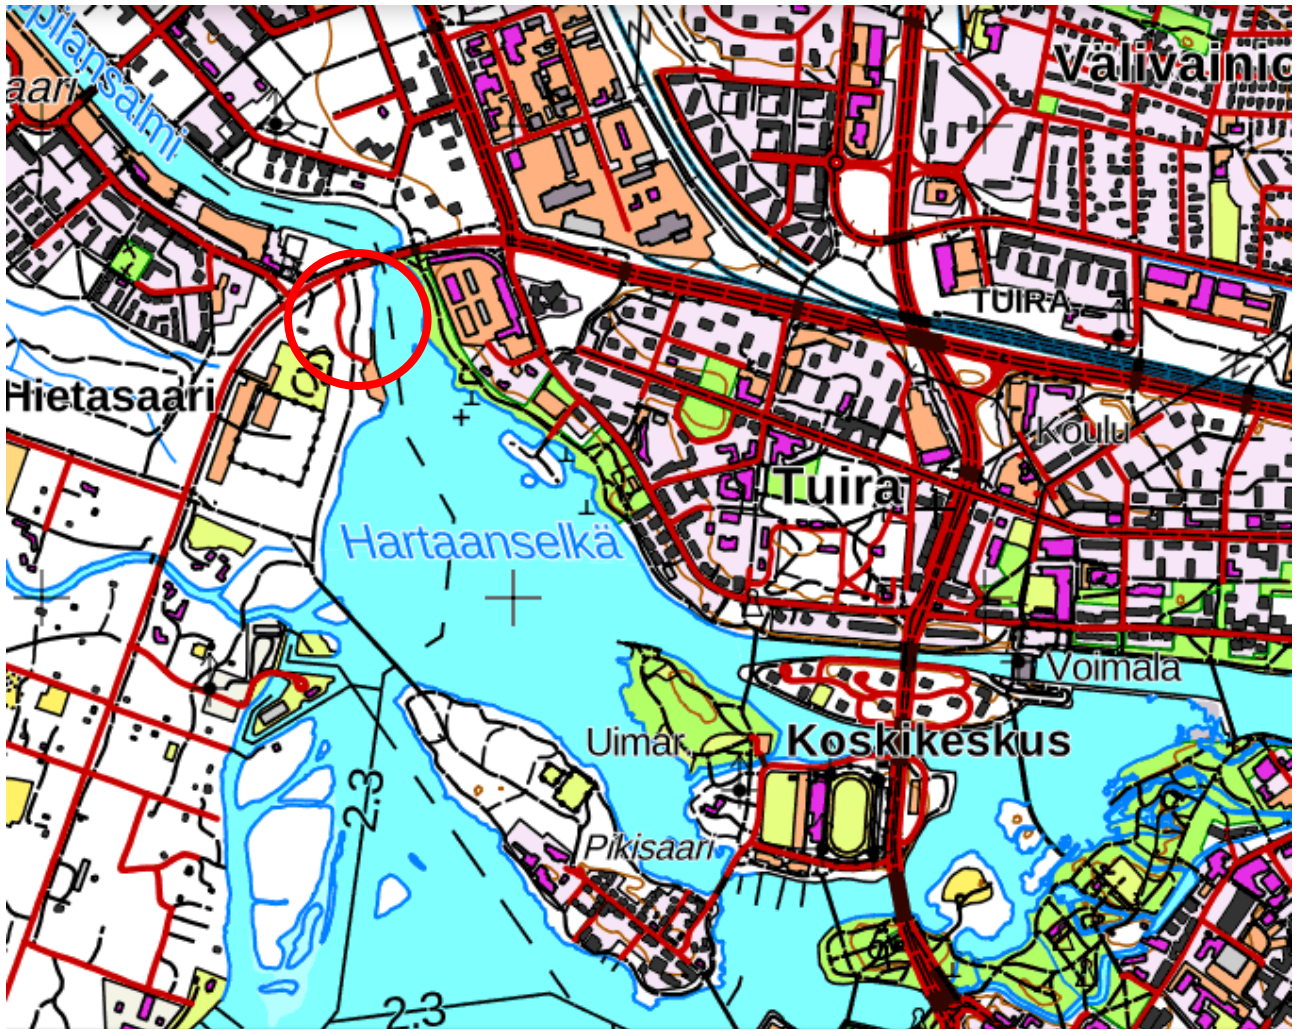 pilansalmi
Välivainio
aari
TUIRA
Hietasaari
Koulu
Tuira
Hartaanselkä
Voimala
Uimar.
Koskikeskus
2.3
Pikisaari
2.3